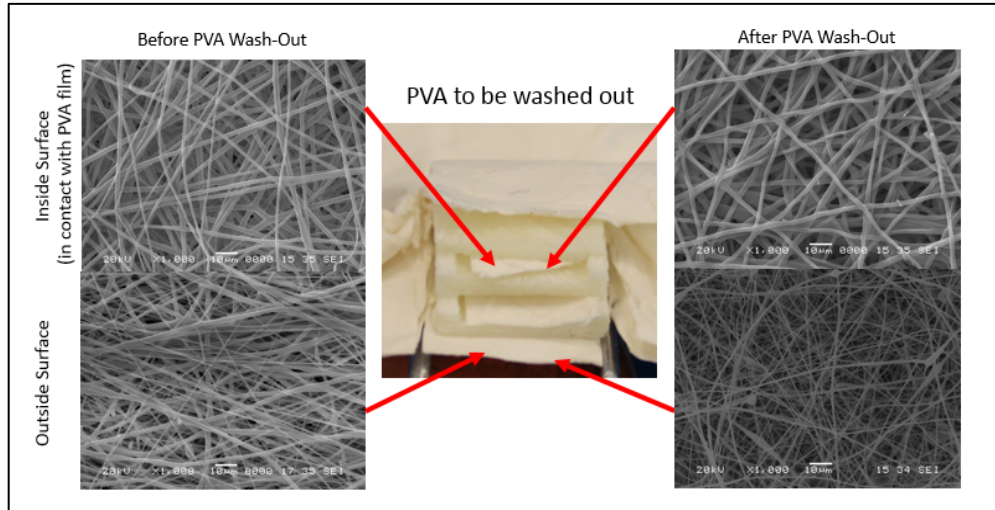 Before PVA Wash-Out
After PVA Wash-Out
Inside Surface
(in contact with PVA film)
PVA to be washed out
20kV X1,000 10µm 0000 15 35 SEI
20kV X1,000 10µm 0000 15 35 SEI
Outside Surface
20kV X1,000 10µm 0000 17 35 SEI
20kV X1,000 10µm 15 34 SEI